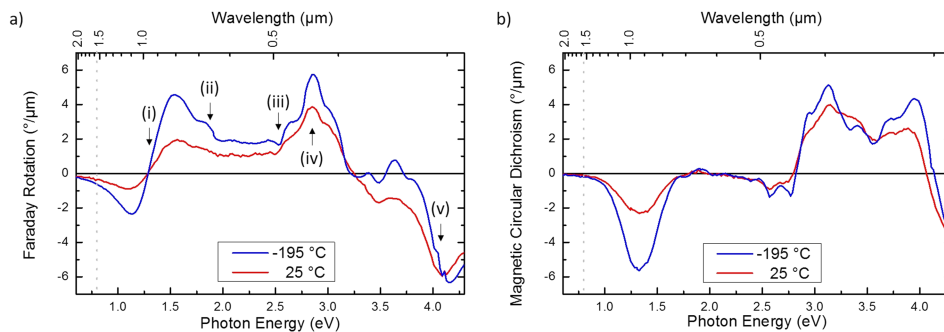 a)
Wavelength (µm)
2.0 1.5 1.0 0.5
Faraday Rotation (°/µm)
6
4
2
0
-2
-4
-6
(i)
(ii)
(iii)
(iv)
(v)
-195 °C
25 °C
1.0 1.5 2.0 2.5 3.0 3.5 4.0
Photon Energy (eV)
b)
Wavelength (µm)
2.0 1.5 1.0 0.5
Magnetic Circular Dichroism (°/µm)
6
4
2
0
-2
-4
-6
-195 °C
25 °C
1.0 1.5 2.0 2.5 3.0 3.5 4.0
Photon Energy (eV)